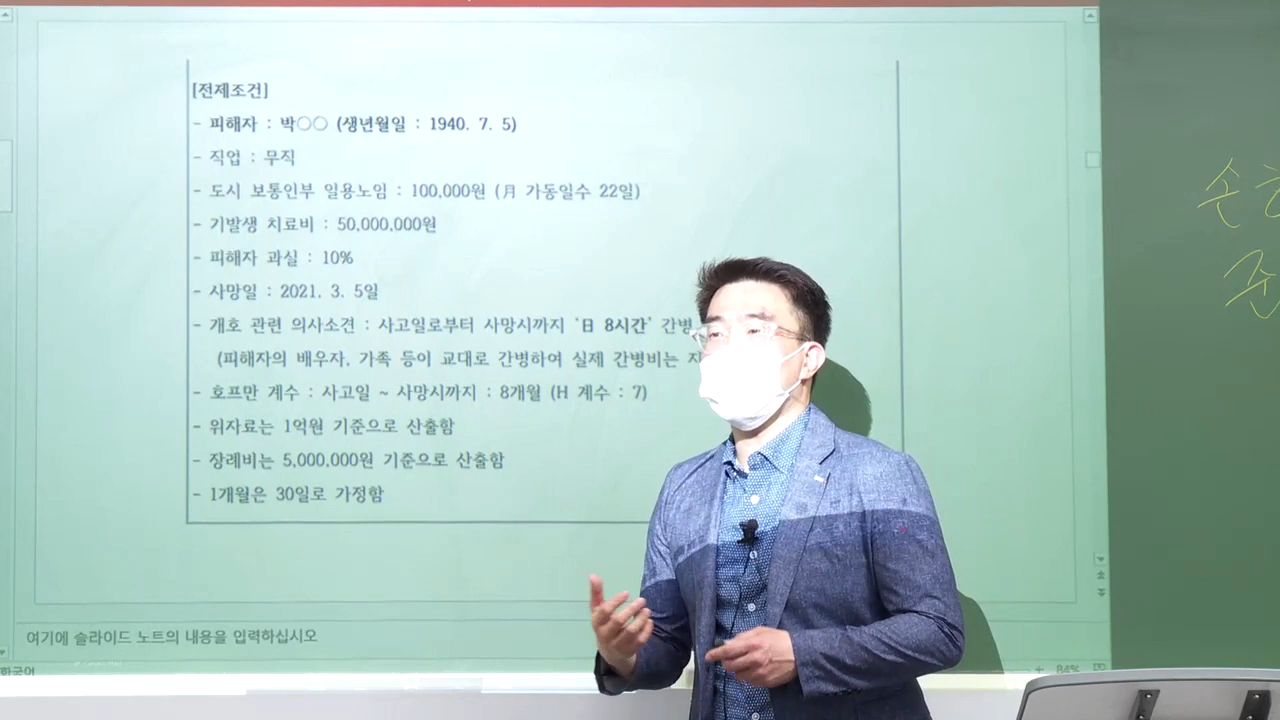 [전제조건]
- 피해자 : 박○○ (생년월일 : 1940. 7. 5)
- 직업 : 무직
- 도시 보통인부 일용노임 : 100,000원 (月 가동일수 22일)
- 기발생 치료비 : 50,000,000원
- 피해자 과실 : 10%
- 사망일 : 2021. 3. 5일
- 개호 관련 의사소견 : 사고일로부터 사망시까지 '日 8시간' 간병
(피해자의 배우자, 가족 등이 교대로 간병하여 실제 간병비는 지
- 호프만 계수 : 사고일 ~ 사망시까지 : 8개월 (H 계수 : 7)
- 위자료는 1억원 기준으로 산출함
- 장례비는 5,000,000원 기준으로 산출함
- 1개월은 30일로 가정함
여기에 슬라이드 노트의 내용을 입력하십시오
한국어
84%
손
준